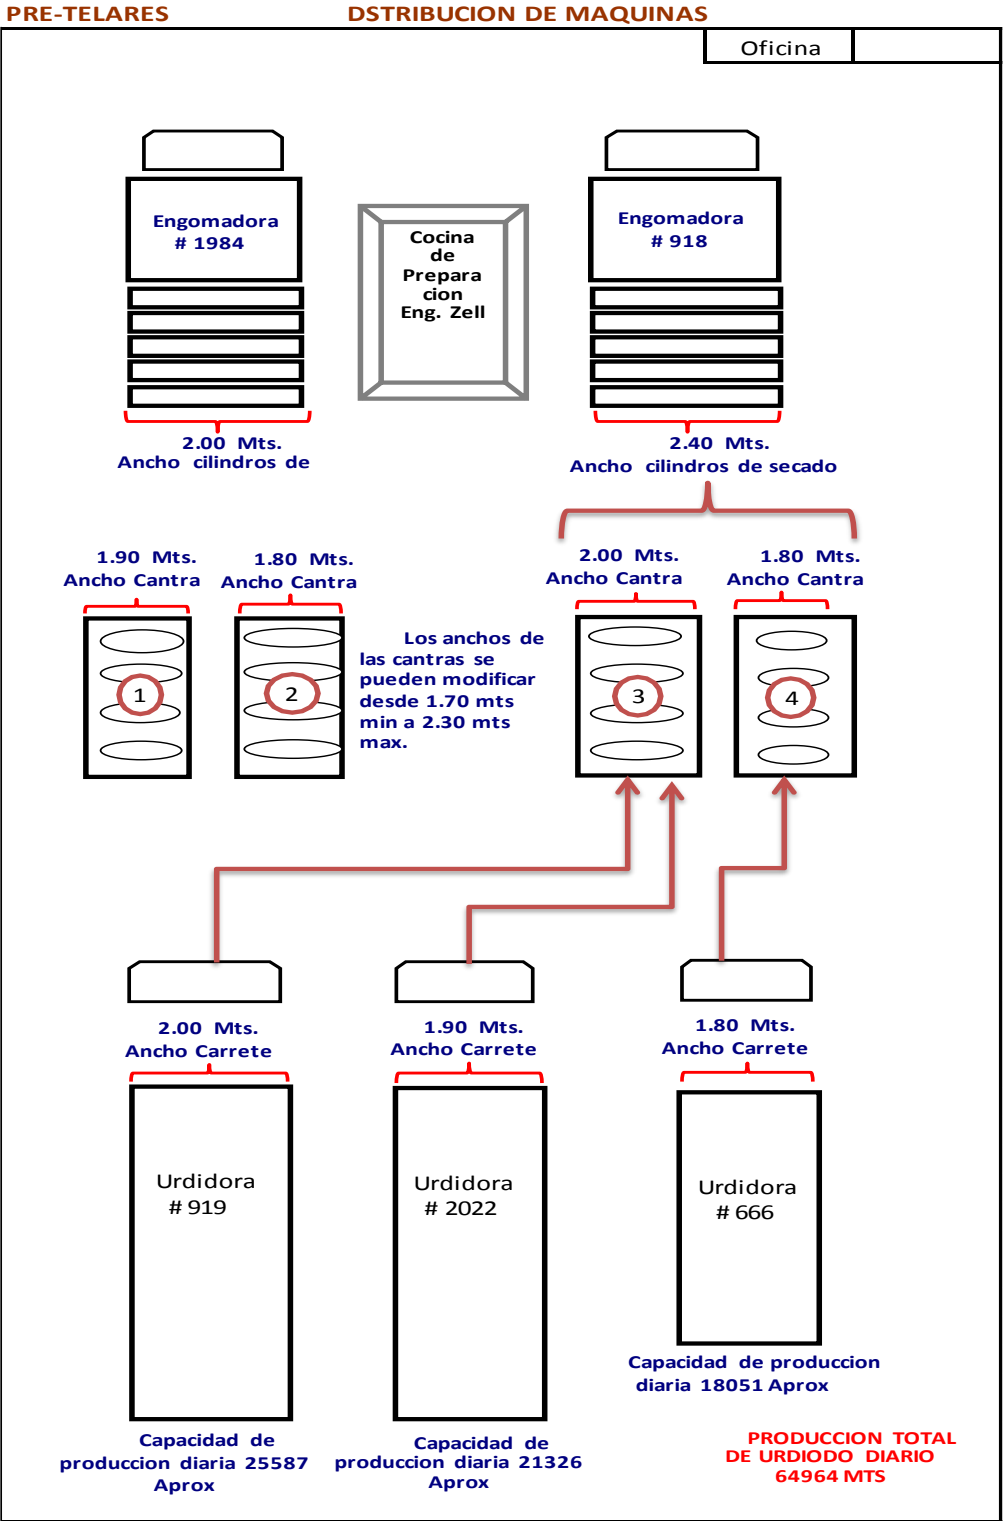 PRE-TELARES DSTRIBUCION DE MAQUINAS
Oficina
Engomadora
# 1984
Cocina
de
Prepara
cion
Eng. Zell
Engomadora
# 918
2.00 Mts.
Ancho cilindros de
2.40 Mts.
Ancho cilindros de secado
1.90 Mts.
Ancho Cantra
1.80 Mts.
Ancho Cantra
2.00 Mts.
Ancho Cantra
1.80 Mts.
Ancho Cantra
1
2
Los anchos de
las cantras se
pueden modificar
desde 1.70 mts
min a 2.30 mts
max.
3
4
2.00 Mts.
Ancho Carrete
1.90 Mts.
Ancho Carrete
1.80 Mts.
Ancho Carrete
Urdidora
# 919
Urdidora
# 2022
Urdidora
# 666
Capacidad de
produccion diaria 25587
Aprox
Capacidad de
produccion diaria 21326
Aprox
Capacidad de produccion
diaria 18051 Aprox
PRODUCCION TOTAL
DE URDIODO DIARIO
64964 MTS